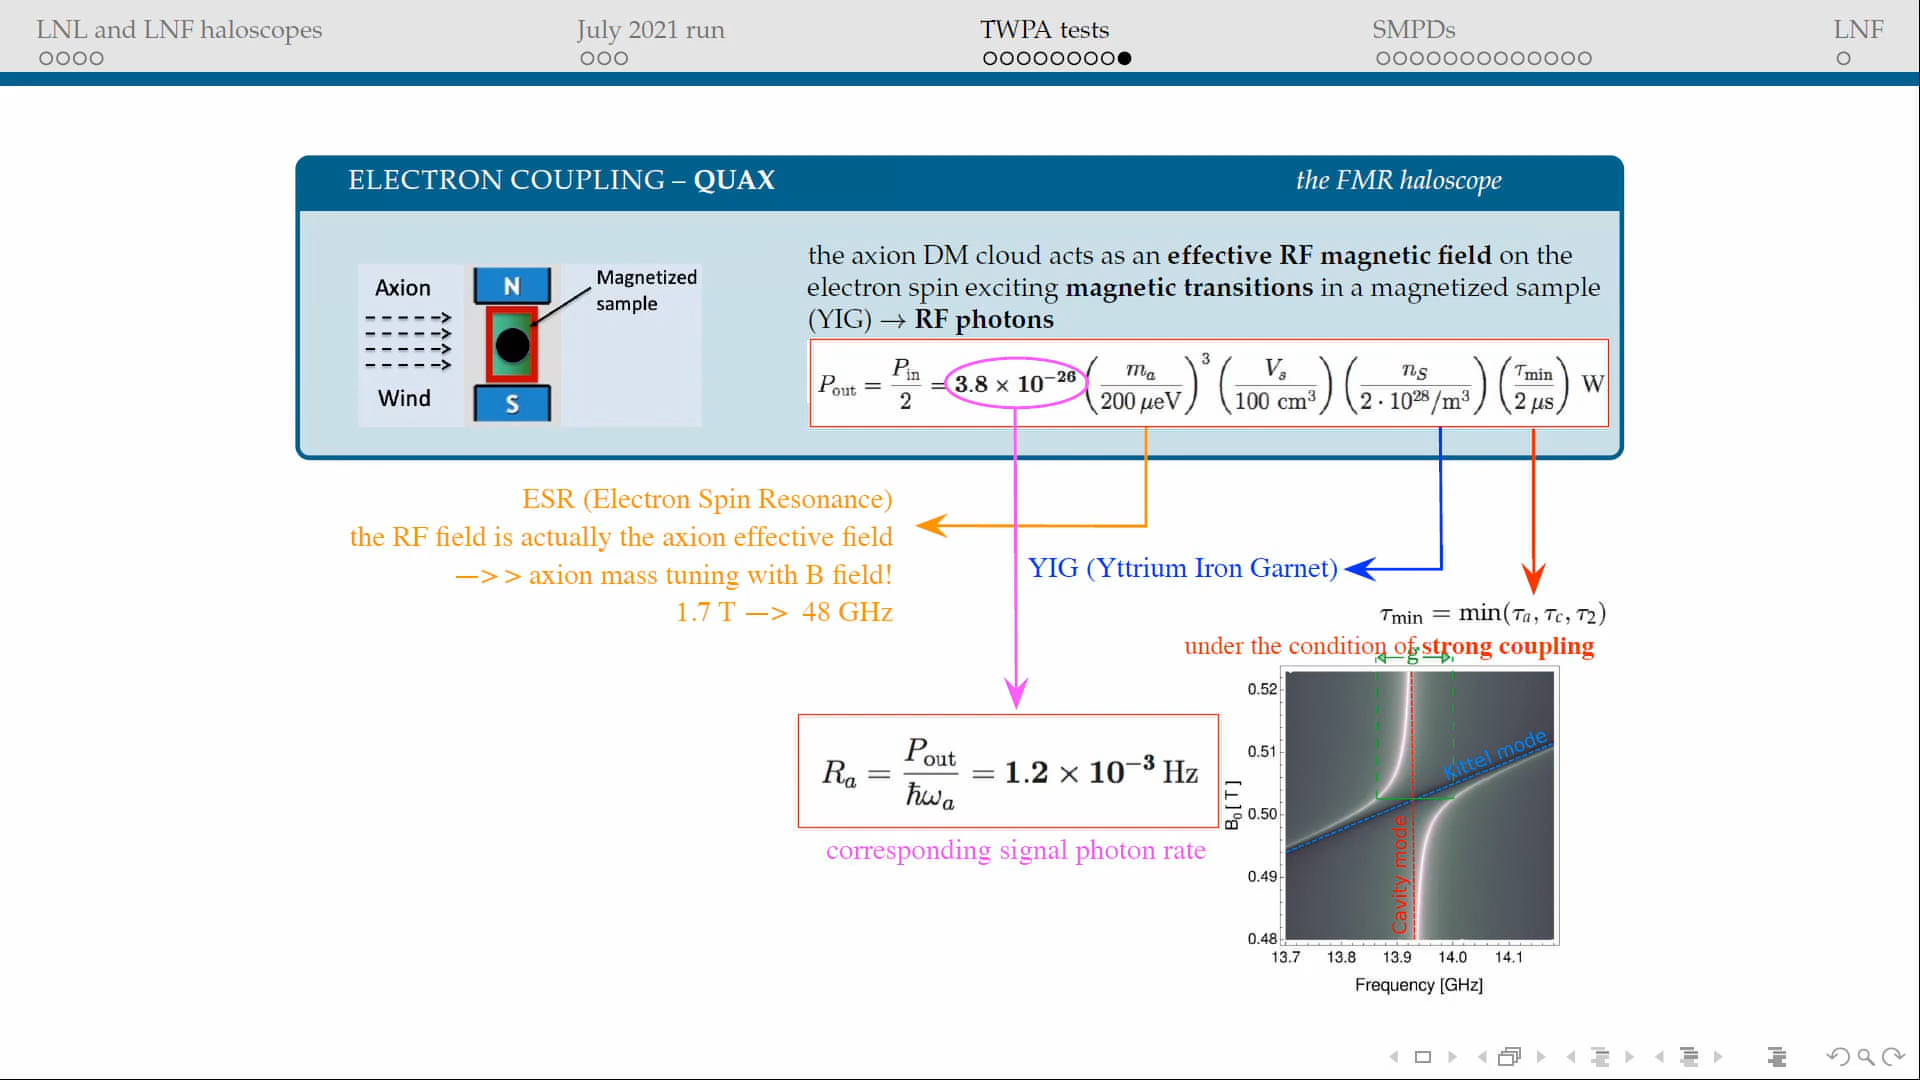 LNL and LNF haloscopes
July 2021 run
TWPA tests
SMPDs
LNF
ELECTRON COUPLING – QUAX
the FMR haloscope
Axion
Wind
N
S
Magnetized
sample
the axion DM cloud acts as an effective RF magnetic field on the
electron spin exciting magnetic transitions in a magnetized sample
(YIG) → RF photons
P_out = P_in / 2 = 3.8 × 10^−26 (m_a / 200 μeV)^3 (V_s / 100 cm^3) (n_S / 2 · 10^28/m^3) (τ_min / 2 μs) W
ESR (Electron Spin Resonance)
the RF field is actually the axion effective field
—> > axion mass tuning with B field!
1.7 T —> 48 GHz
YIG (Yttrium Iron Garnet)
τ_min = min(τ_a, τ_c, τ_2)
under the condition of strong coupling
g
R_a = P_out / ħω_a = 1.2 × 10^−3 Hz
corresponding signal photon rate
0.52
0.51
0.50
0.49
0.48
B_0 [ T ]
Kittel mode
Cavity mode
13.7 13.8 13.9 14.0 14.1
Frequency [GHz]